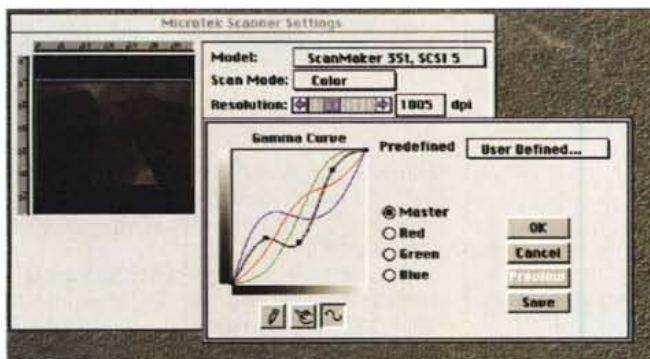 Microtek Scanner Settings
Model: ScanMaker 35t, SCSI 5
Scan Mode: Color
Resolution: 1005 dpi
Gamma Curve
Predefined User Defined...
Master
Red
Green
Blue
OK
Cancel
Preview
Save